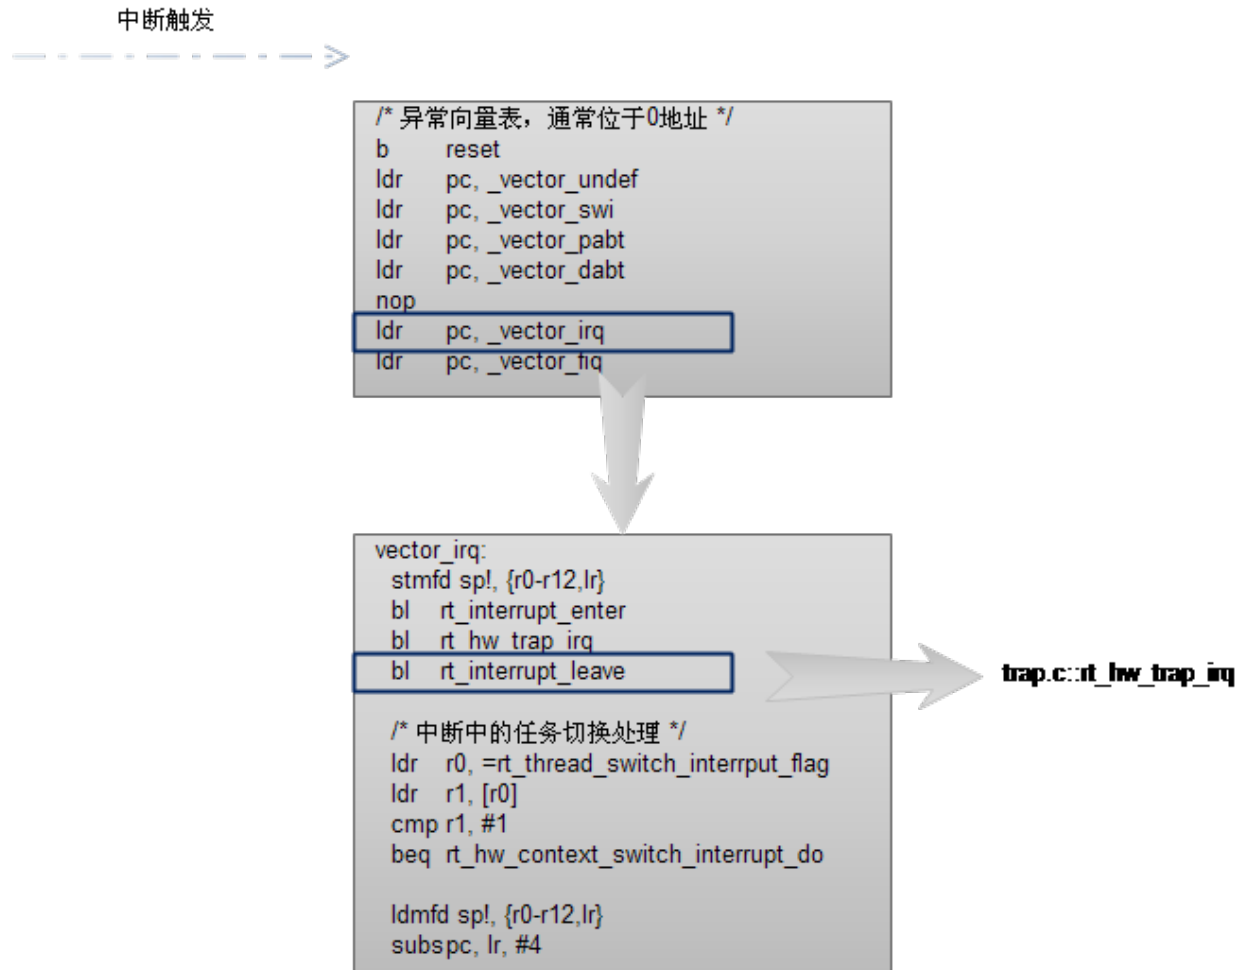 中断触发
/* 异常向量表，通常位于0地址 */
b reset
ldr pc, _vector_undef
ldr pc, _vector_swi
ldr pc, _vector_pabt
ldr pc, _vector_dabt
nop
ldr pc, _vector_irq
ldr pc, _vector_fiq
vector_irq:
stmfd sp!, {r0-r12,lr}
bl rt_interrupt_enter
bl rt_hw_trap_irq
bl rt_interrupt_leave
trap.c::rt_hw_trap_irq
/* 中断中的任务切换处理 */
ldr r0, =rt_thread_switch_interrput_flag
ldr r1, [r0]
cmp r1, #1
beq rt_hw_context_switch_interrupt_do
ldmfd sp!, {r0-r12,lr}
subspc, lr, #4